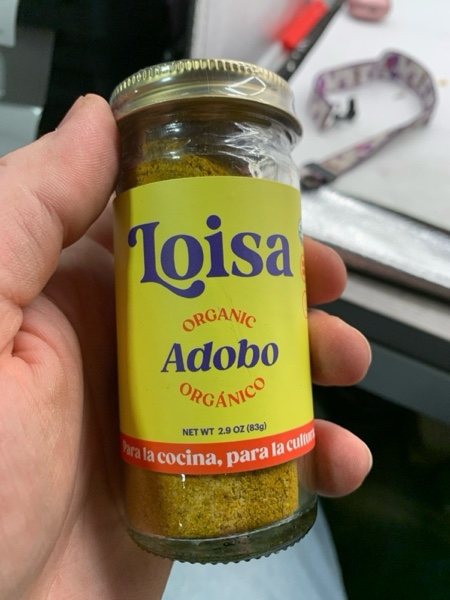 Loisa
ORGANIC
Adobo
ORGÁNICO
NET WT 2.9 OZ (83g)
Para la cocina, para la cultura